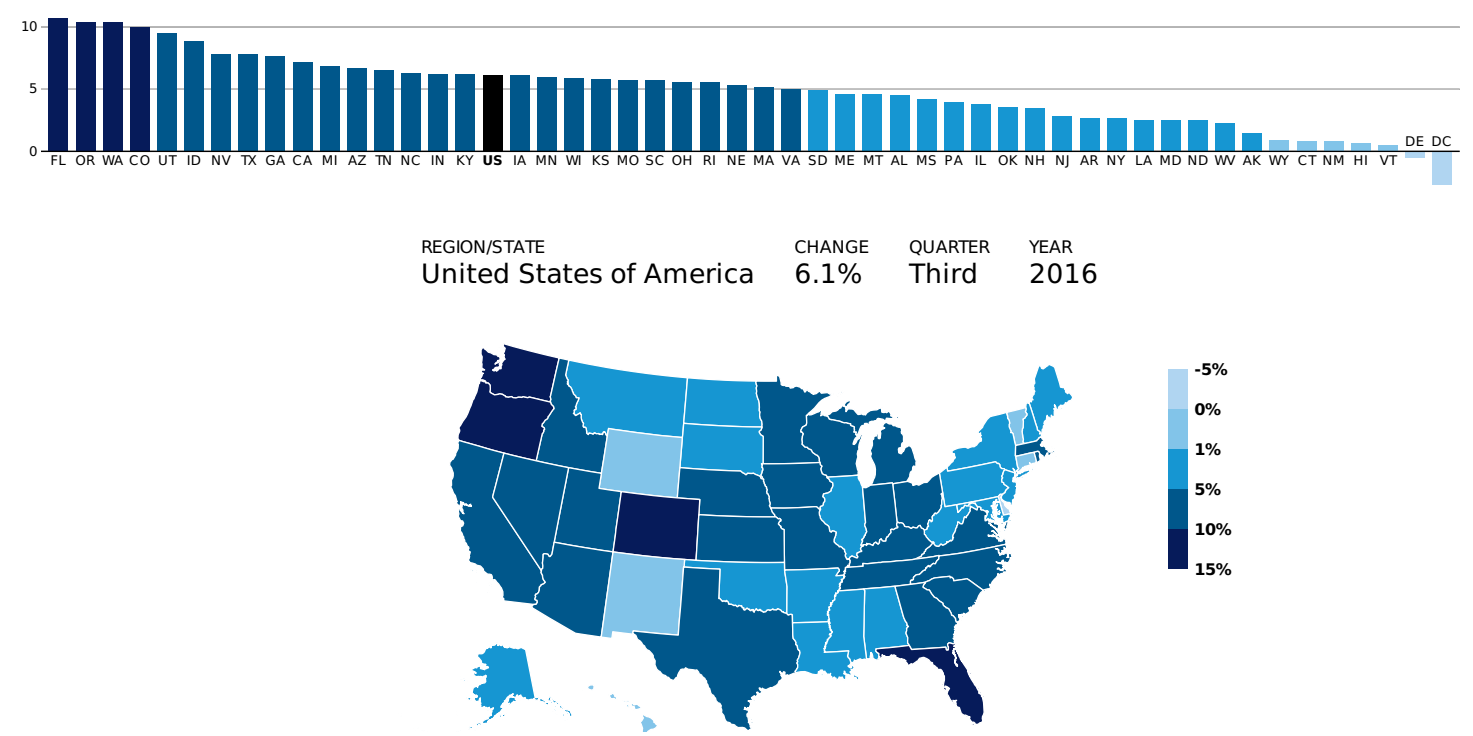 10
5
0
DE DC
FL OR WA CO UT ID NV TX GA CA MI AZ TN NC IN KY US IA MN WI KS MO SC OH RI NE MA VA SD ME MT AL MS PA IL OK NH NJ AR NY LA MD ND WV AK WY CT NM HI VT
REGION/STATE CHANGE QUARTER YEAR
United States of America 6.1% Third 2016
-5%
0%
1%
5%
10%
15%